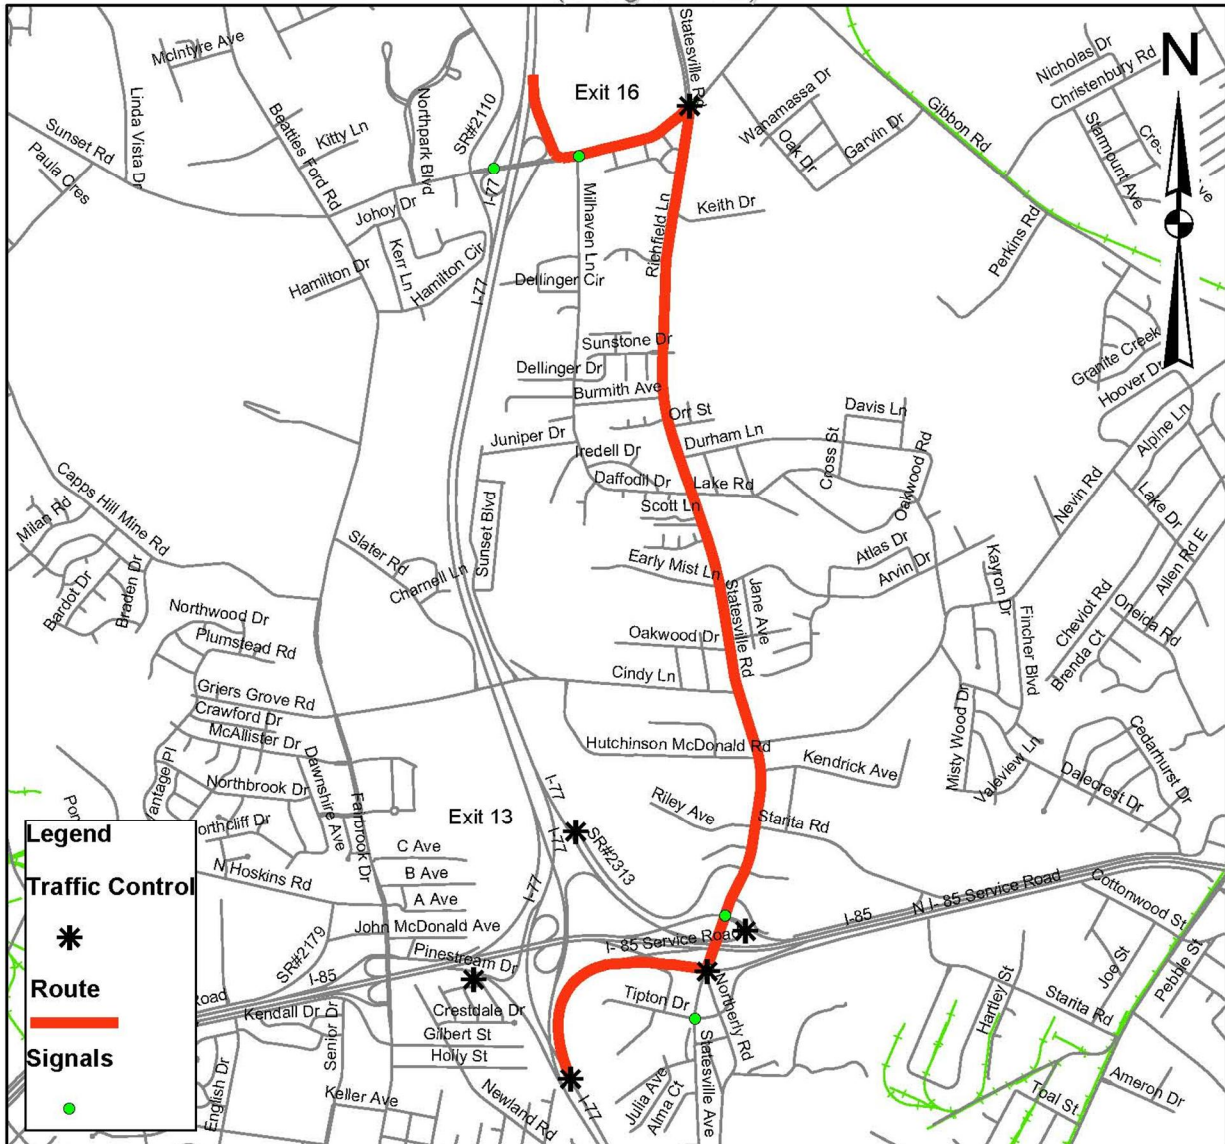 Statesville Rd
McIntyre Ave
Exit 16
N
Nicholas Dr
Christenbury Rd
Linda Vista Dr
Sunset Rd
Paula Cres
Beatties Ford Rd
Kitty Ln
Northpark Blvd
SR#2110
Wanamassa Dr
Oak Dr
Garvin Dr
Gibbon Rd
Starmount Ave
I-77
Johoy Dr
Kerr Ln
Hamilton Dr
Hamilton Cir
Milhaven Ln
Richfield Ln
Keith Dr
Perkins Rd
I-77
Dellinger Cir
Sunstone Dr
Dellinger Dr
Burmith Ave
Granite Creek
Hoover Dr
Orr St
Davis Ln
Juniper Dr
Iredell Dr
Durham Ln
Cross St
Oakwood Rd
Alpine Ln
Daffodil Dr
Lake Rd
Scott Ln
Nevin Rd
Lake Dr
Capps Hill Mine Rd
Milan Rd
Sunset Blvd
Slater Rd
Charnell Ln
Early Mist Ln
Atlas Dr
Arvin Dr
Allen Rd E
Bardot Dr
Braden Dr
Northwood Dr
Plumstead Rd
Statesville Rd
Jane Ave
Kayron Dr
Fincher Blvd
Cheviot Rd
Oneida Rd
Brenda Ct
Oakwood Dr
Cindy Ln
Griers Grove Rd
Crawford Dr
McAllister Dr
Hutchinson McDonald Rd
Kendrick Ave
Misty Wood Dr
Valeview Ln
Dalecrest Dr
Cedarhurst Dr
Northbrook Dr
Dawnshire Ave
Fairbrook Dr
Exit 13
I-77
I-77
SR#2313
Riley Ave
Starita Rd
C Ave
B Ave
A Ave
N Hoskins Rd
John McDonald Ave
I-77
Pinestream Dr
SR#2179
I-85
I- 85 Service Road
I-85
N I- 85 Service Road
Cottonwood St
Joe St
Pebble St
Kendall Dr
Senior Dr
Crestdale Dr
Gilbert St
Holly St
Tipton Dr
Northerly Rd
Statesville Ave
Hartley St
Starita Rd
English Dr
Keller Ave
Newland Rd
I-77
Julia Ave
Alma Ct
Toal St
Ameron Dr
Legend
Traffic Control
Route
Signals